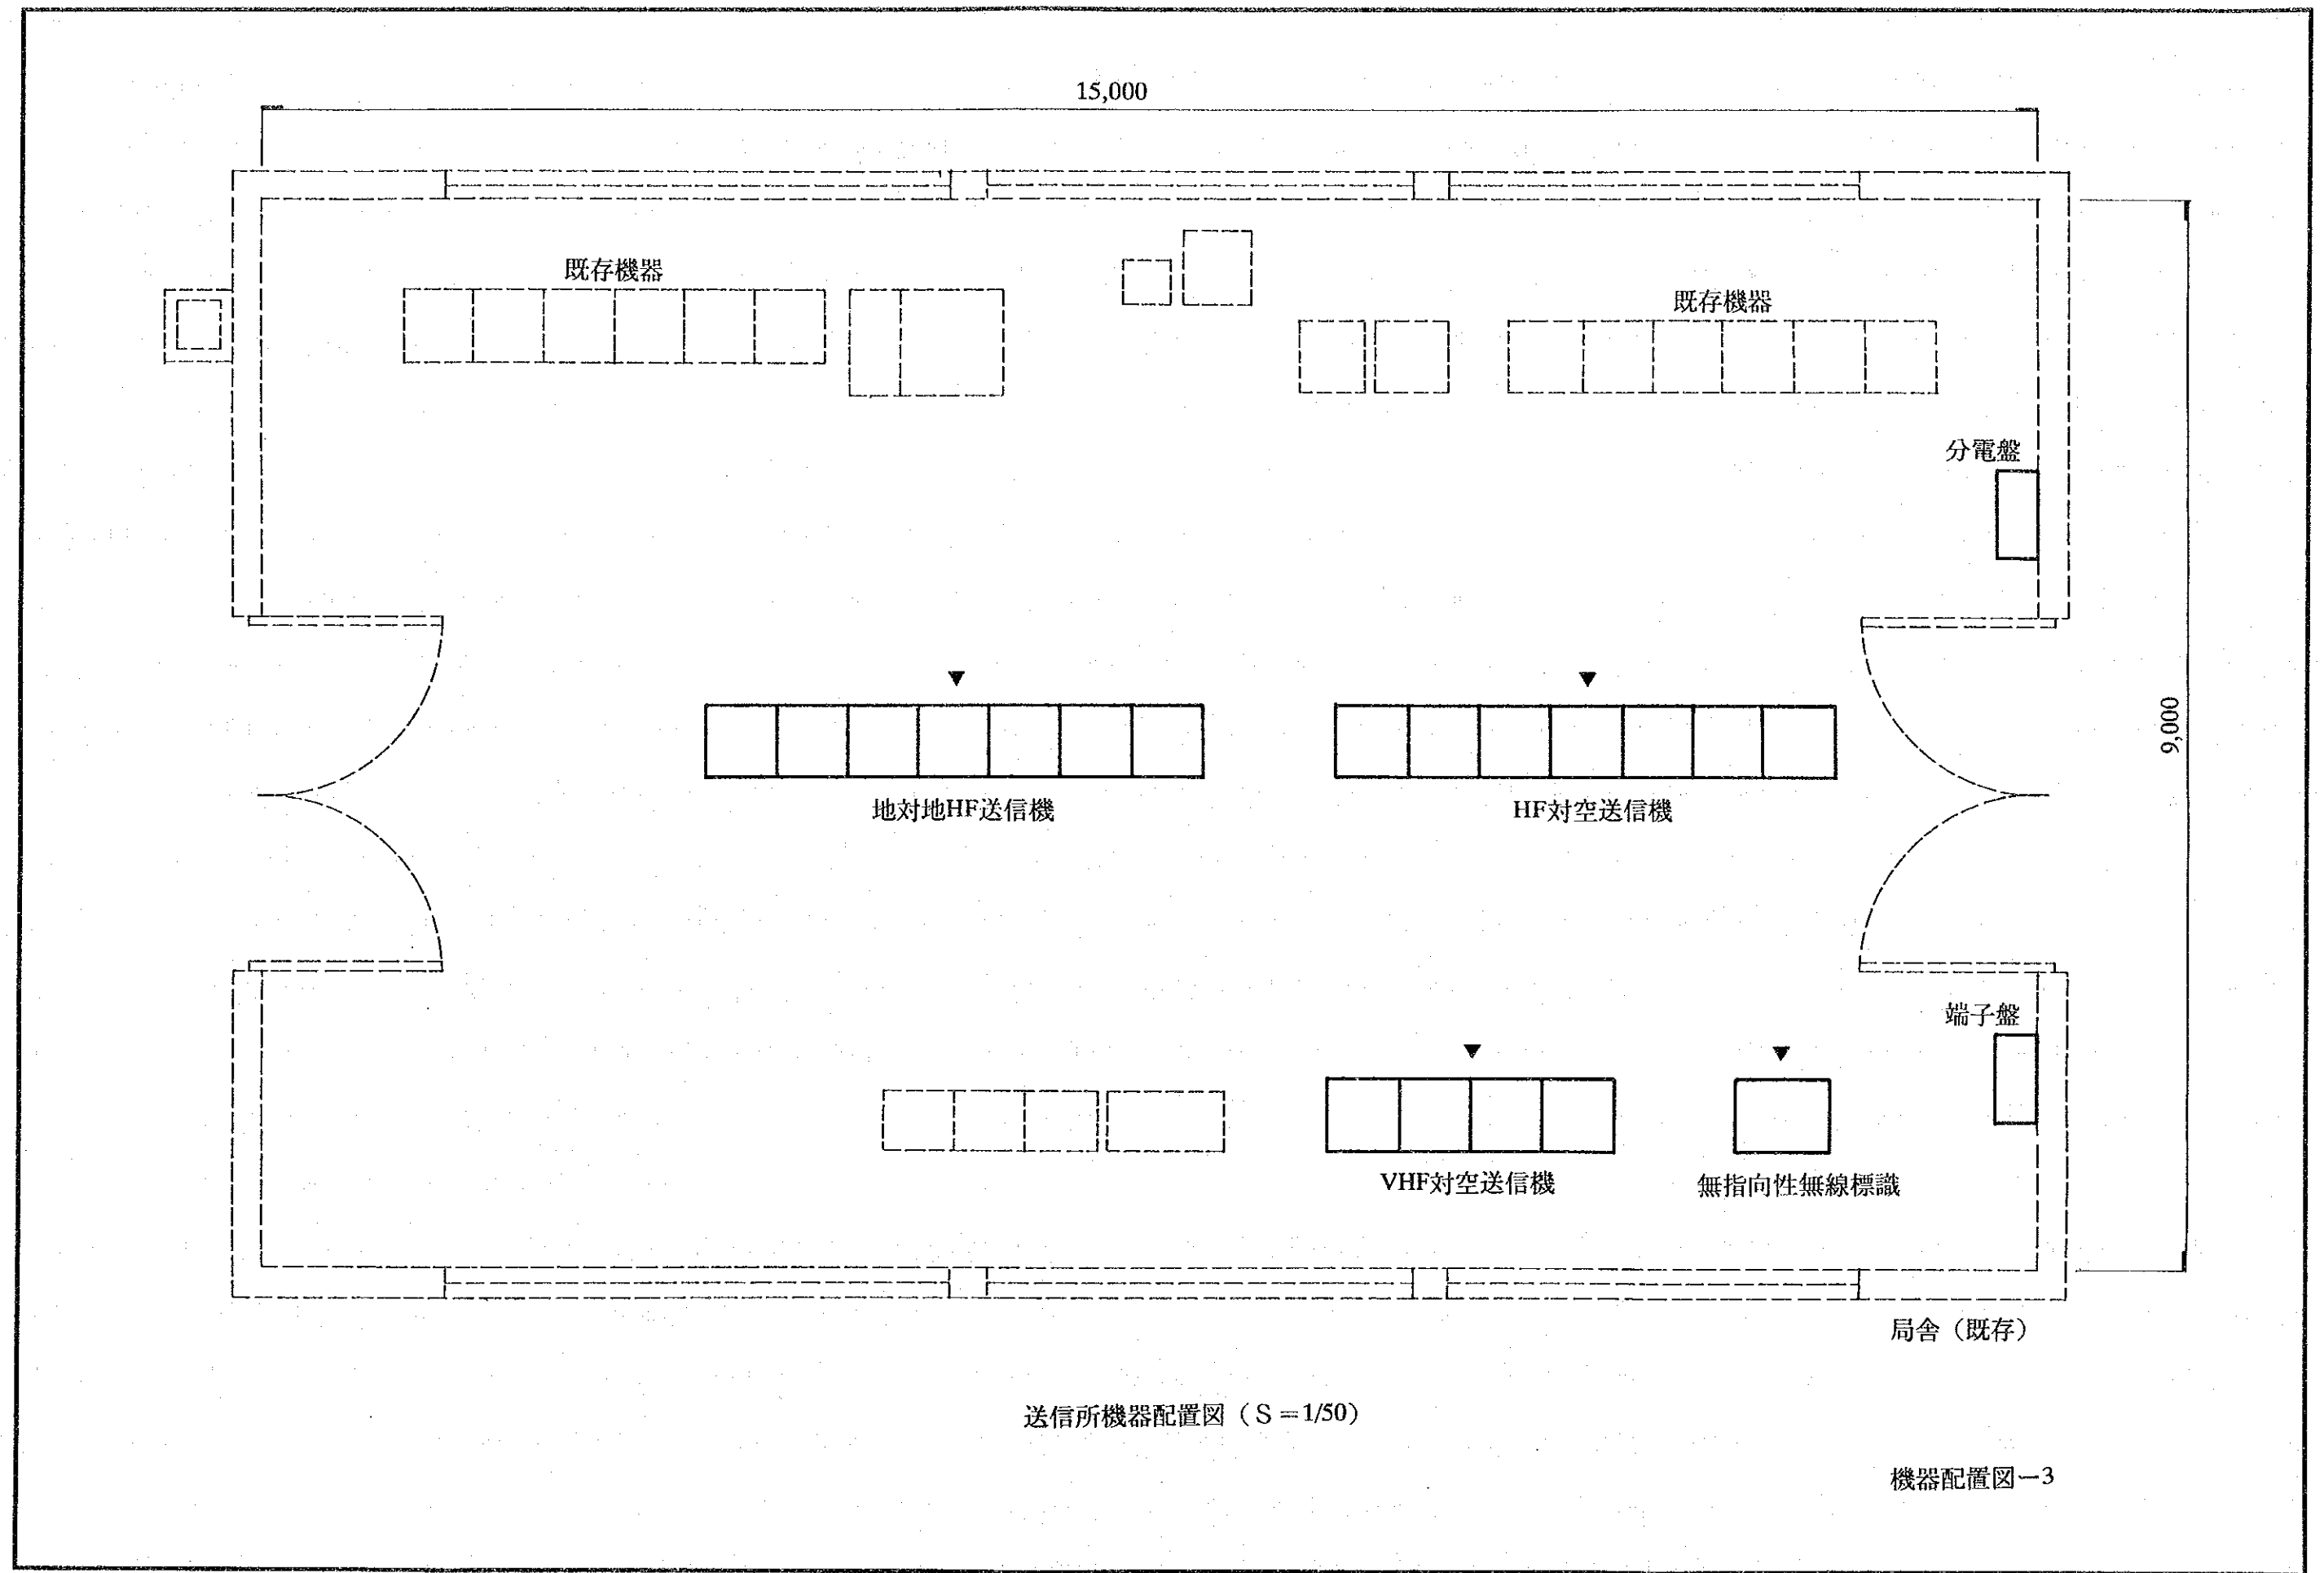 15,000
既存機器
既存機器
分電盤
9,000
地対地HF送信機
HF対空送信機
端子盤
VHF対空送信機
無指向性無線標識
局舎（既存）
送信所機器配置図（S＝1/50）
機器配置図－3